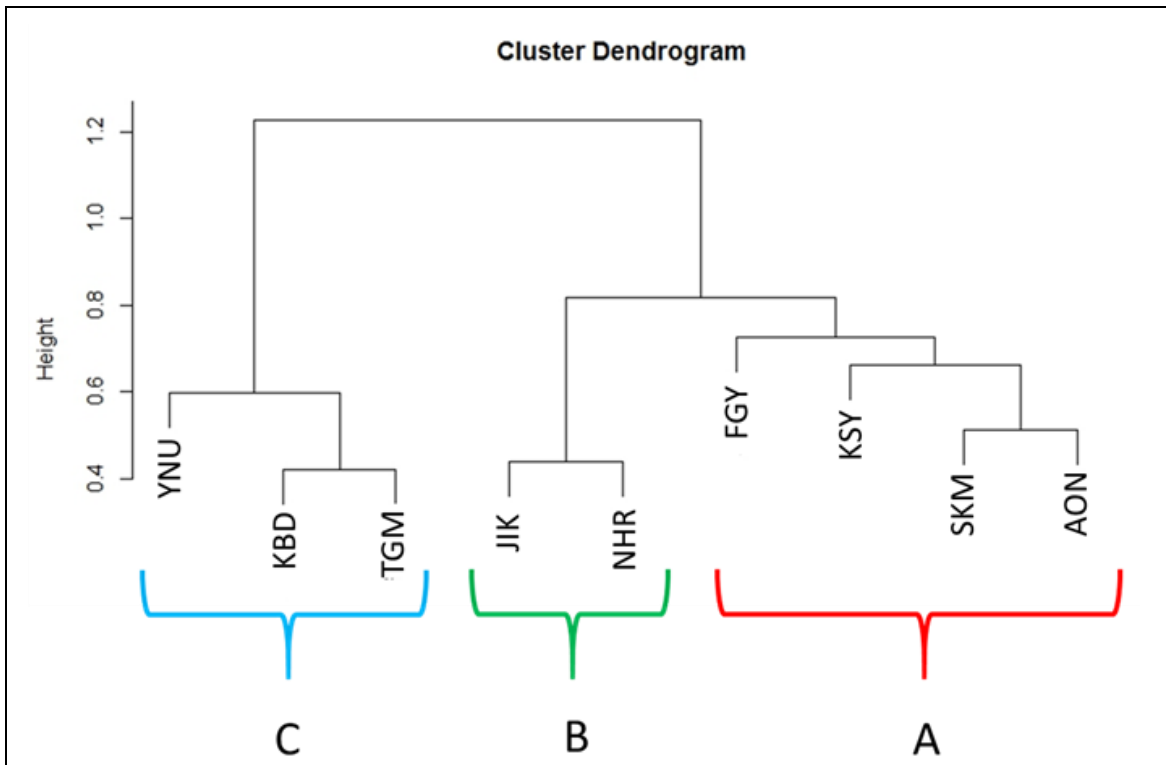 Cluster Dendrogram
Height
1.2
1.0
0.8
0.6
0.4
YNU
KBD
TGM
JIK
NHR
FGY
KSY
SKM
AON
C
B
A